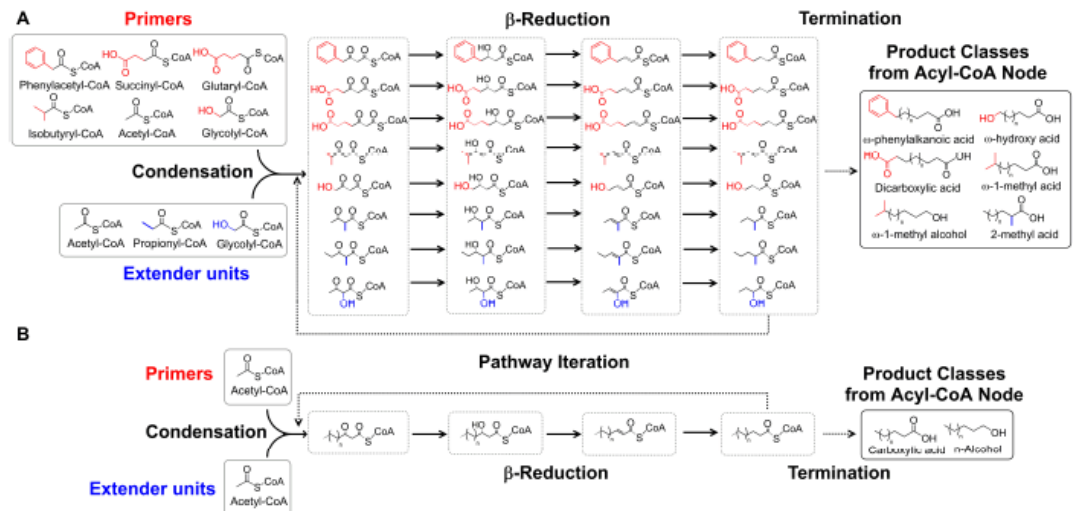 A
Primers
β-Reduction
Termination
Product Classes
from Acyl-CoA Node
Phenylacetyl-CoA Succinyl-CoA Glutaryl-CoA
Isobutyryl-CoA Acetyl-CoA Glycolyl-CoA
Condensation
Acetyl-CoA Propionyl-CoA Glycolyl-CoA
Extender units
ω-phenylalkanoic acid ω-hydroxy acid
Dicarboxylic acid ω-1-methyl acid
ω-1-methyl alcohol 2-methyl acid
B
Pathway Iteration
Primers
Acetyl-CoA
Condensation
Extender units
Acetyl-CoA
β-Reduction
Termination
Product Classes
from Acyl-CoA Node
Carboxylic acid n-Alcohol